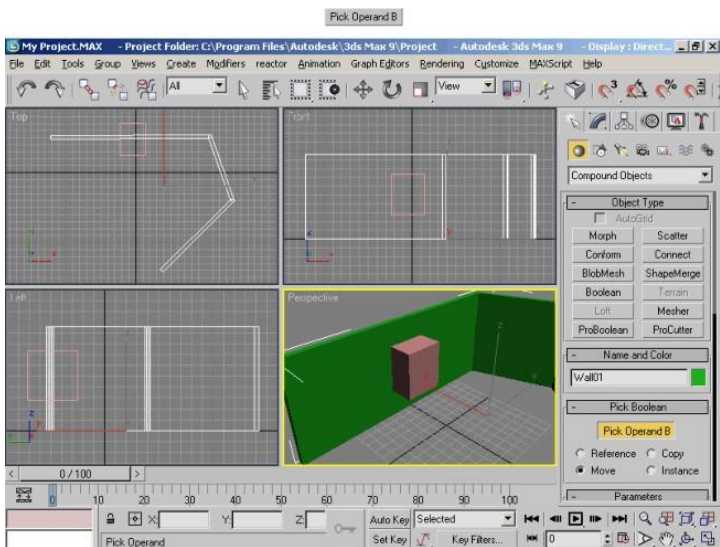 Pick Operand B
My Project.MAX - Project Folder: C:\Program Files\Autodesk\3ds Max 9\Project - Autodesk 3ds Max 9 - Display : Direct...
File Edit Tools Group Views Create Modifiers reactor Animation Graph Editors Rendering Customize MAXScript Help
All View
Top Front
Compound Objects
- Object Type
AutoGrid
Morph Scatter
Conform Connect
BlobMesh ShapeMerge
Boolean Terrain
Loft Mesher
ProBoolean ProCutter
Left Perspective
- Name and Color
Wall01
- Pick Boolean
Pick Operand B
Reference Copy
Move Instance
- Parameters
< 0 / 100 >
0 10 20 30 40 50 60 70 80 90 100
X: Y: Z: Auto Key Selected
Pick Operand Set Key Key Filters... 0